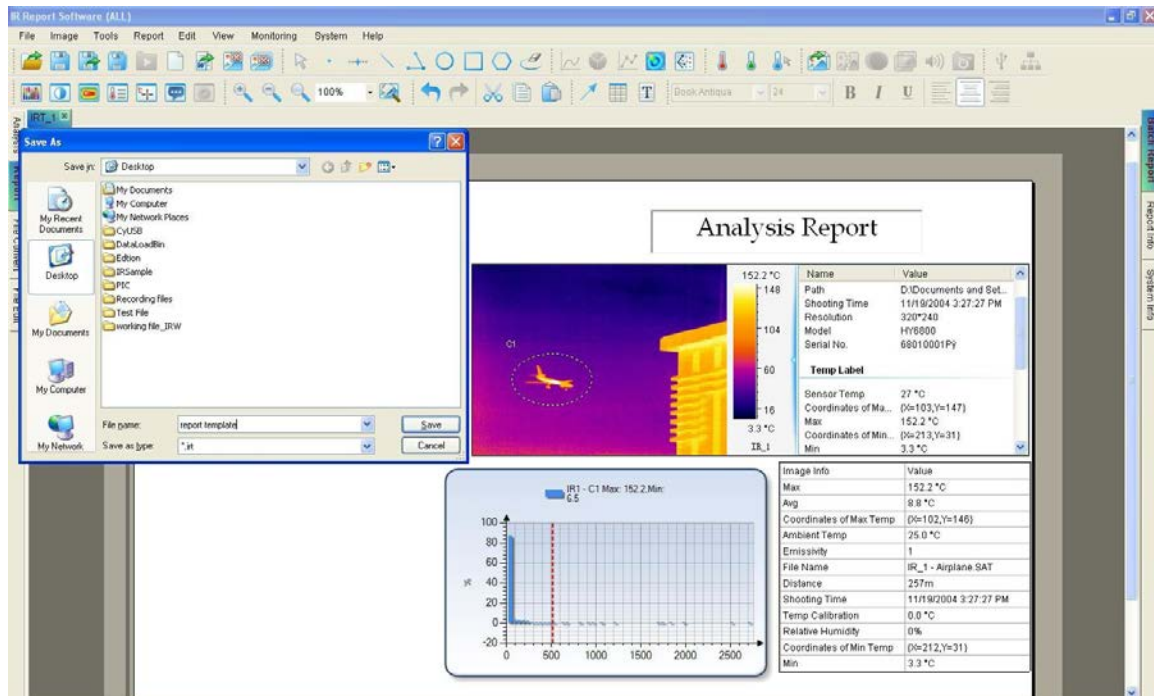 IR Report Software (ALL)
File Image Tools Report Edit View Monitoring System Help
100%
Book Antiqua 24 B I U
IRT_1
Save As
Save in: Desktop
My Recent Documents
Desktop
My Documents
My Computer
My Network
My Documents
My Computer
My Network Places
CyUSB
DataLoadBin
Edtion
IRSample
PIC
Recording files
Test File
working file_IRW
File name: report template Save
Save as type: *.irt Cancel
Analysis
Report
File Convert
File Edit
Batch Report
Report Info
System Info
Analysis Report
C1
152.2 °C
148
104
60
16
3.3 °C
IR_1
Name Value
Path D:\Documents and Set...
Shooting Time 11/19/2004 3:27:27 PM
Resolution 320*240
Model HY6800
Serial No. 68010001Pÿ
Temp Label
Sensor Temp 27 °C
Coordinates of Ma... (X=103,Y=147)
Max 152.2 °C
Coordinates of Min... (X=213,Y=31)
Min 3.3 °C
IR1 - C1 Max: 152.2,Min:
6.5
%
100
80
60
40
20
0
-20
0 500 1000 1500 2000 2500
Image Info Value
Max 152.2 °C
Avg 8.8 °C
Coordinates of Max Temp (X=102,Y=146)
Ambient Temp 25.0 °C
Emissivity 1
File Name IR_1 - Airplane.SAT
Distance 257m
Shooting Time 11/19/2004 3:27:27 PM
Temp Calibration 0.0 °C
Relative Humidity 0%
Coordinates of Min Temp (X=212,Y=31)
Min 3.3 °C